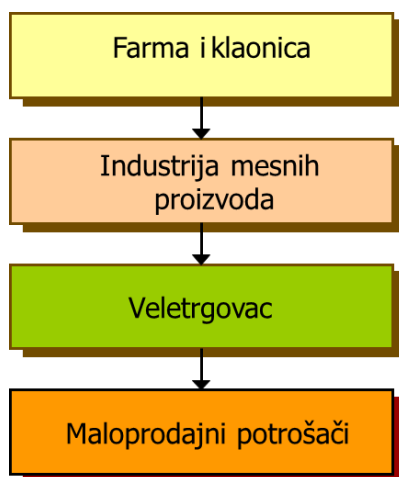 Farma i klaonica
Industrija mesnih
proizvoda
Veletrgovac
Maloprodajni potrošači